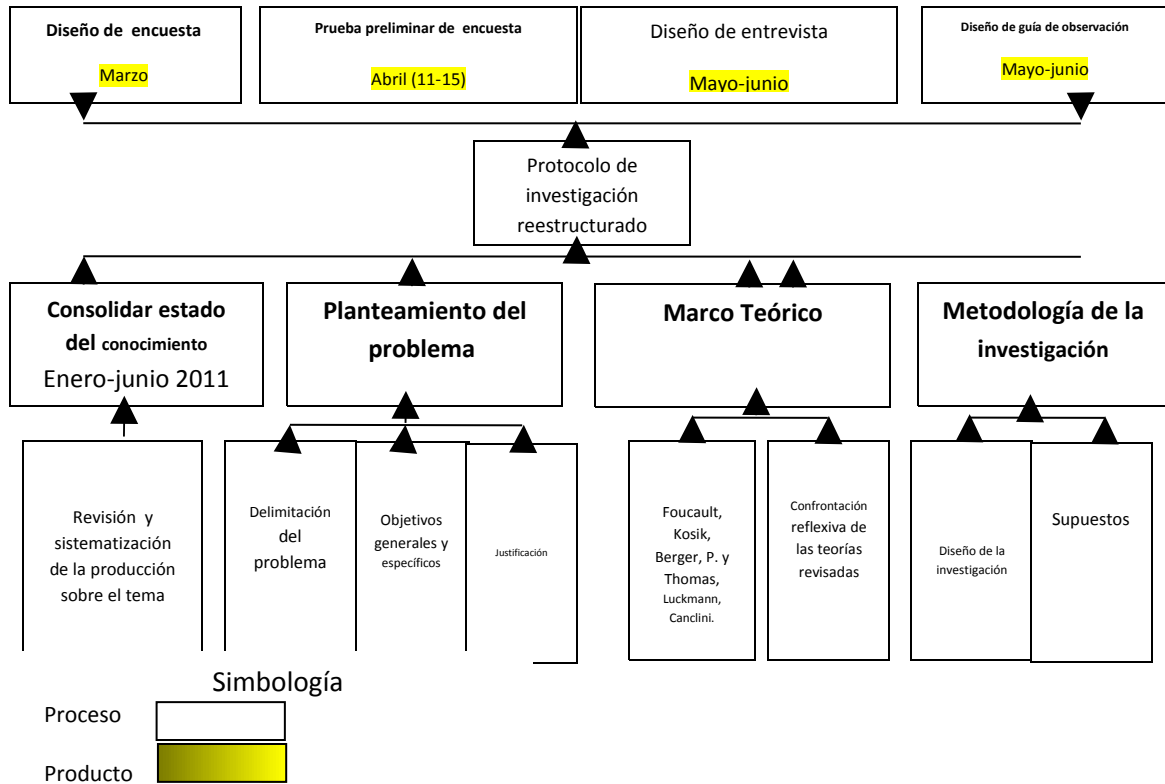 Diseño de encuesta
Marzo
Prueba preliminar de encuesta
Abril (11-15)
Diseño de entrevista
Mayo-junio
Diseño de guía de observación
Mayo-junio
Protocolo de
investigación
reestructurado
Consolidar estado
del conocimiento
Enero-junio 2011
Planteamiento del
problema
Marco Teórico
Metodología de la
investigación
Revisión y
sistematización
de la producción
sobre el tema
Delimitación
del
problema
Objetivos
generales y
específicos
Justificación
Foucault,
Kosik,
Berger, P. y
Thomas,
Luckmann,
Canclini.
Confrontación
reflexiva de
las teorías
revisadas
Diseño de la
investigación
Supuestos
Simbología
Proceso
Producto